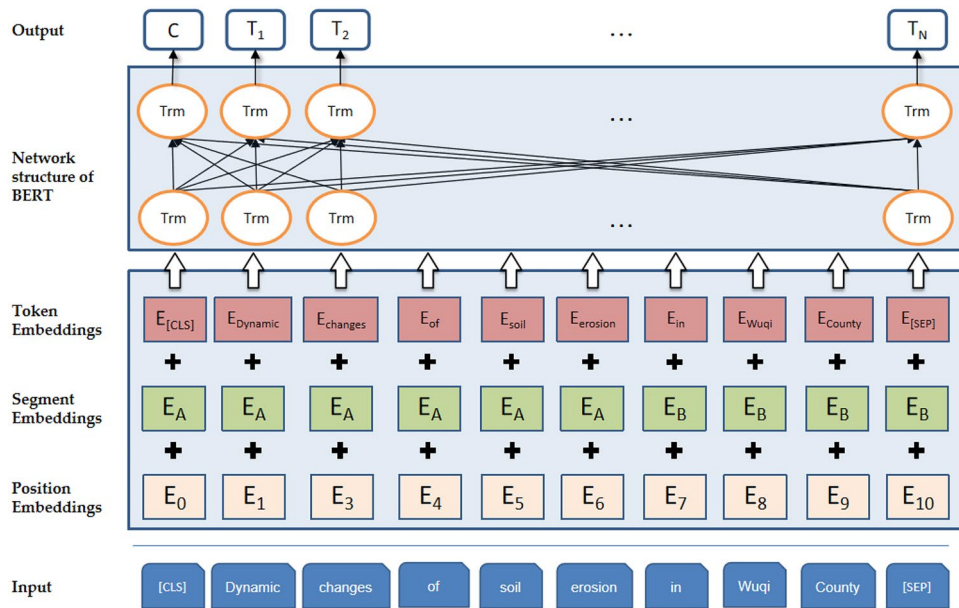 Output C T1 T2 ... TN
Trm Trm Trm ... Trm
Network
structure of
BERT
Trm Trm Trm ... Trm
Token
Embeddings
E[CLS] EDynamic Echanges Eof Esoil Eerosion Ein EWuqi ECounty E[SEP]
+ + + + + + + + + +
Segment
Embeddings
EA EA EA EA EA EA EB EB EB EB
+ + + + + + + + + +
Position
Embeddings
E0 E1 E3 E4 E5 E6 E7 E8 E9 E10
Input [CLS] Dynamic changes of soil erosion in Wuqi County [SEP]